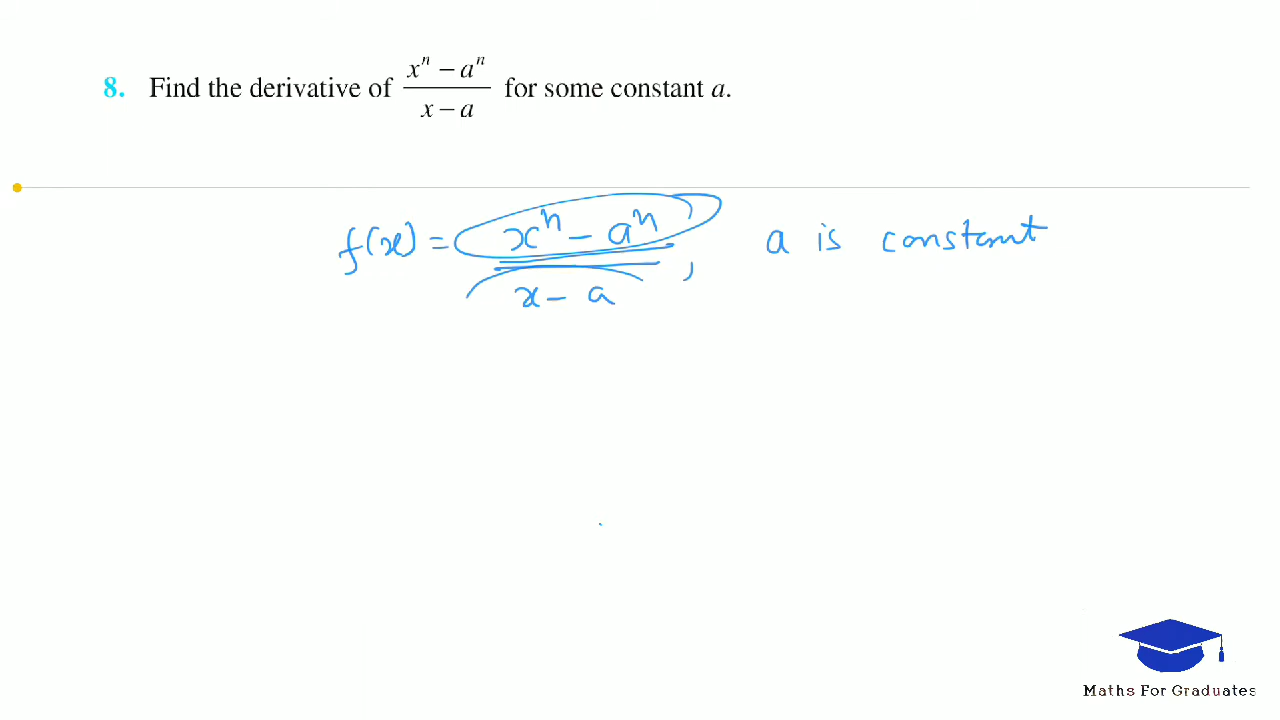 8. Find the derivative of (xⁿ − aⁿ)/(x − a) for some constant a.
f(x) = (xⁿ − aⁿ)/(x − a) , a is constant
Maths For Graduates